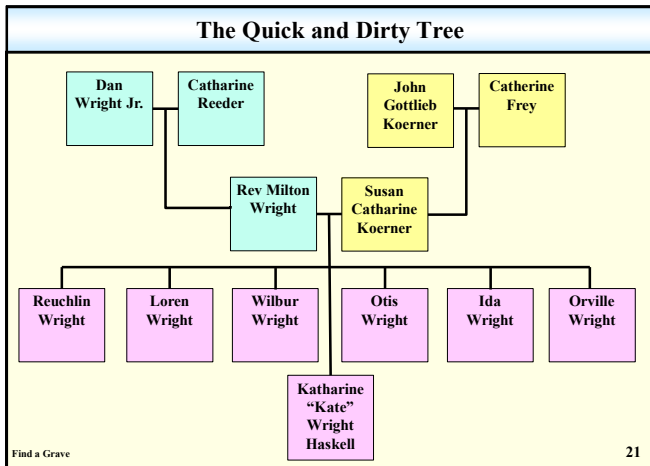 The Quick and Dirty Tree
Dan
Wright Jr.
Catharine
Reeder
John
Gottlieb
Koerner
Catherine
Frey
Rev Milton
Wright
Susan
Catharine
Koerner
Reuchlin
Wright
Loren
Wright
Wilbur
Wright
Otis
Wright
Ida
Wright
Orville
Wright
Katharine
“Kate”
Wright
Haskell
Find a Grave
21